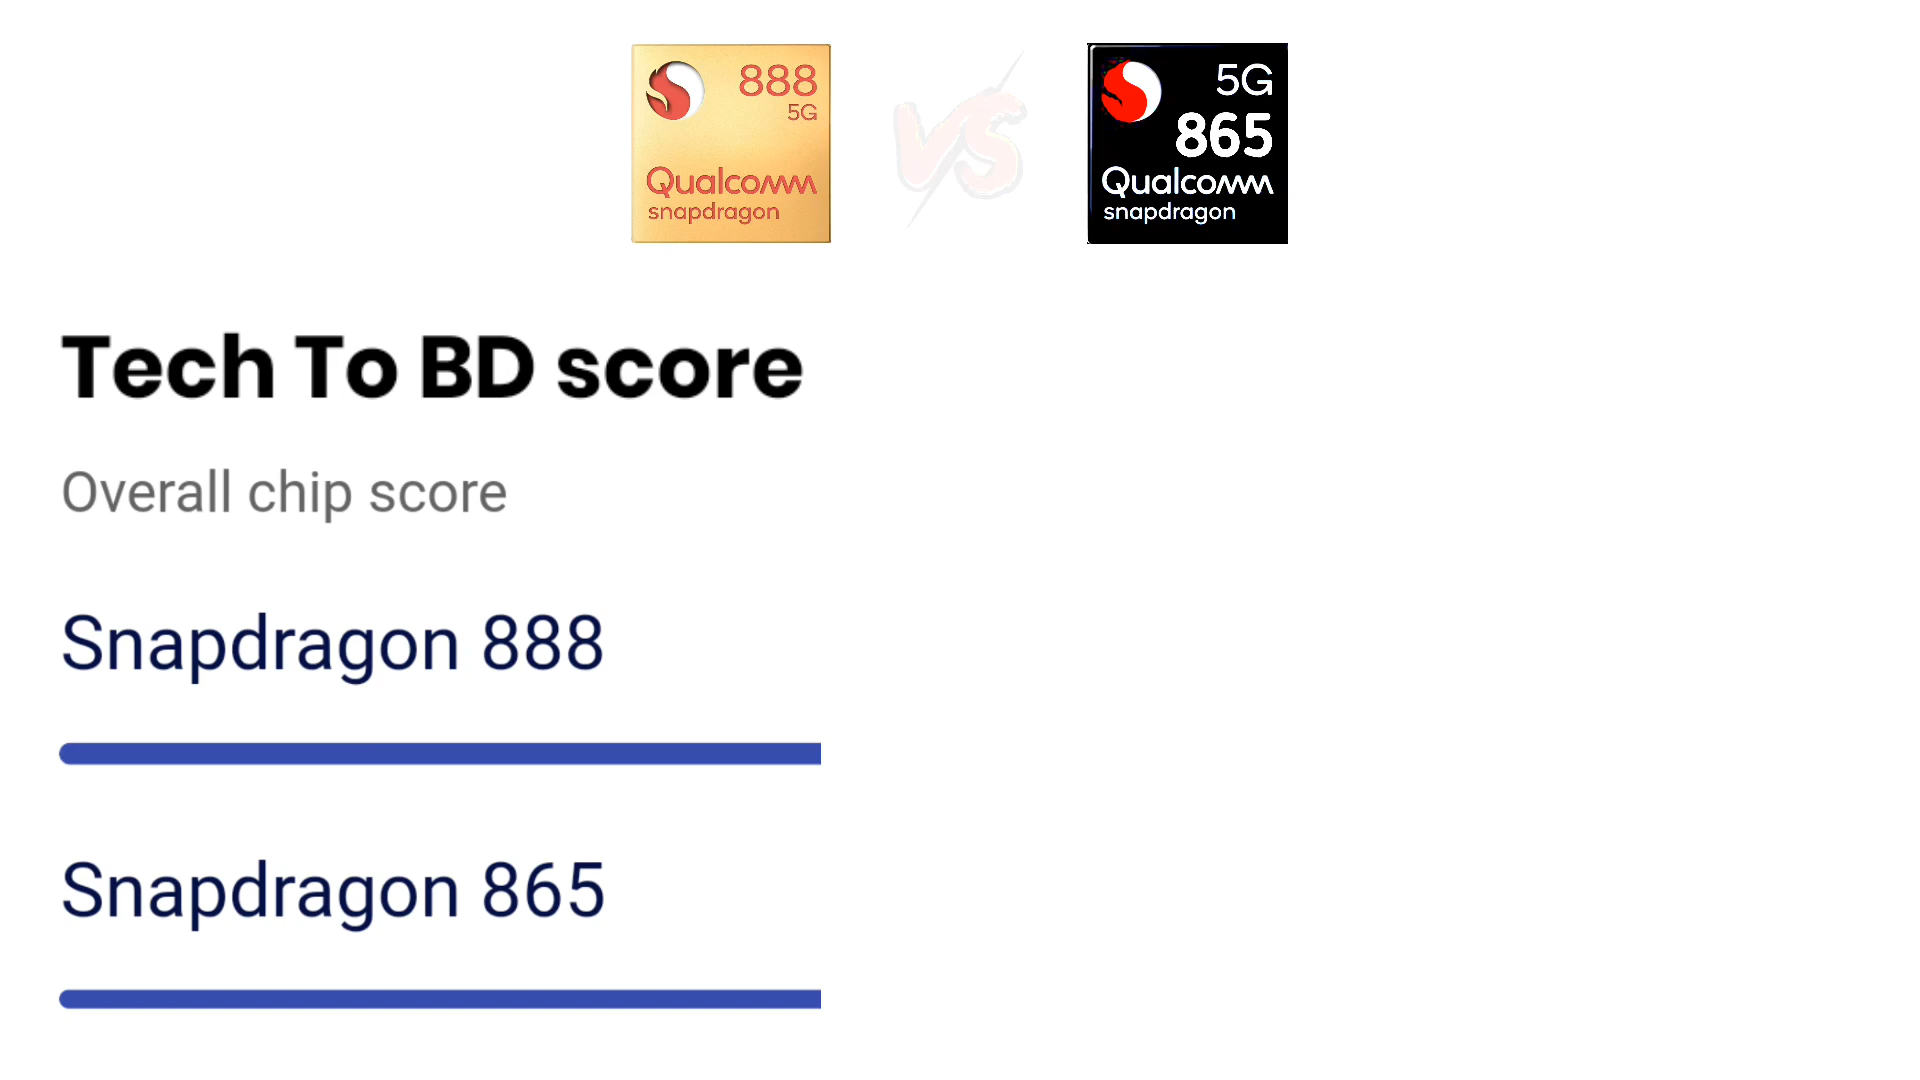 888
5G
Qualcomm
snapdragon
VS
5G
865
Qualcomm
snapdragon
Tech To BD score
Overall chip score
Snapdragon 888
Snapdragon 865